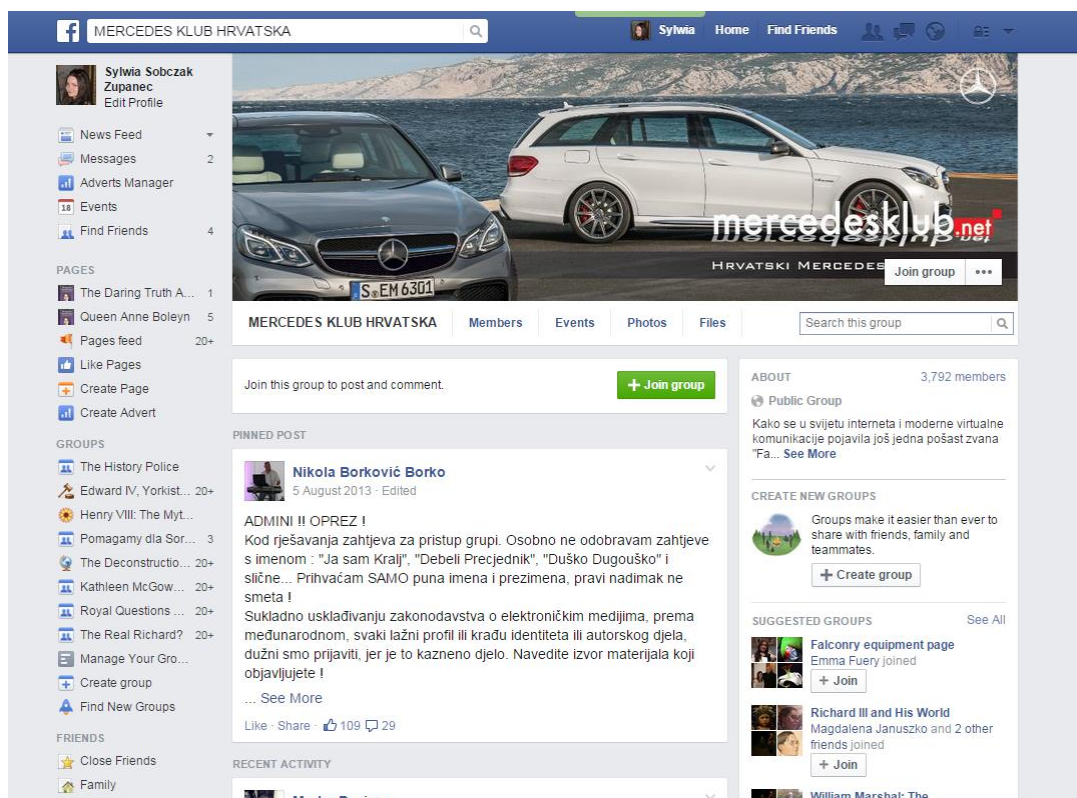 MERCEDES KLUB HRVATSKA
Sylwia Home Find Friends
Sylwia Sobczak
Zupanec
Edit Profile
News Feed
Messages 2
Adverts Manager
18 Events
Find Friends 4
PAGES
The Daring Truth A... 1
Queen Anne Boleyn 5
Pages feed 20+
Like Pages
Create Page
Create Advert
GROUPS
The History Police
Edward IV, Yorkist... 20+
Henry VIII: The Myt...
Pomagamy dla Sor... 3
The Deconstructio... 20+
Kathleen McGow... 20+
Royal Questions ... 20+
The Real Richard? 20+
Manage Your Gro...
Create group
Find New Groups
FRIENDS
Close Friends
Family
S EM 6301
mercedesklub.net
HRVATSKI MERCEDES
Join group
MERCEDES KLUB HRVATSKA Members Events Photos Files
Search this group
Join this group to post and comment.
+ Join group
PINNED POST
Nikola Borković Borko
5 August 2013 · Edited
ADMINI !! OPREZ !
Kod rješavanja zahtjeva za pristup grupi. Osobno ne odobravam zahtjeve
s imenom : "Ja sam Kralj", "Debeli Precjednik", "Duško Dugouško" i
slične... Prihvaćam SAMO puna imena i prezimena, pravi nadimak ne
smeta !
Sukladno usklađivanju zakonodavstva o elektroničkim medijima, prema
međunarodnom, svaki lažni profil ili krađu identiteta ili autorskog djela,
dužni smo prijaviti, jer je to kazneno djelo. Navedite izvor materijala koji
objavljujete !
... See More
Like · Share · 109 29
RECENT ACTIVITY
ABOUT 3,792 members
Public Group
Kako se u svijetu interneta i moderne virtualne
komunikacije pojavila još jedna pošast zvana
"Fa... See More
CREATE NEW GROUPS
Groups make it easier than ever to
share with friends, family and
teammates.
+ Create group
SUGGESTED GROUPS See All
Falconry equipment page
Emma Fuery joined
+ Join
Richard III and His World
Magdalena Januszko and 2 other
friends joined
+ Join
William Marshal: The